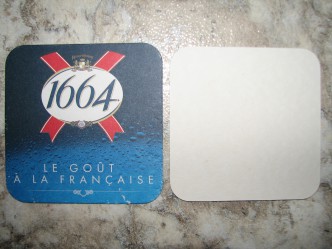 1664
LE GOÛT
À LA FRANÇAISE